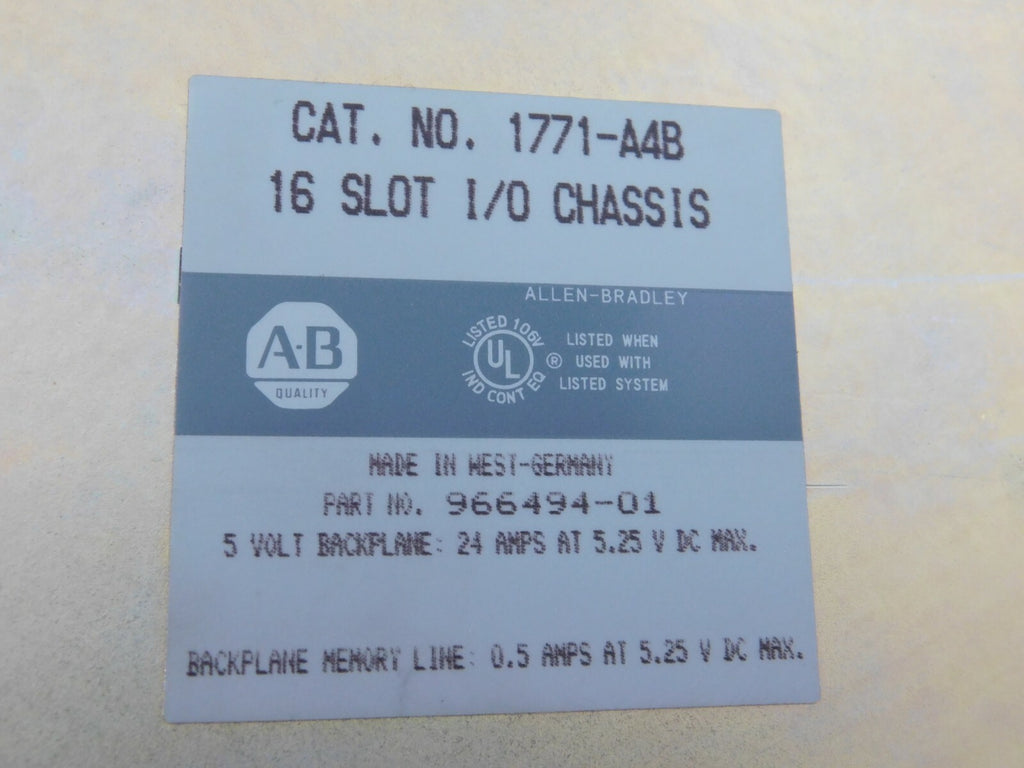 CAT. NO. 1771-A4B
16 SLOT I/O CHASSIS
ALLEN-BRADLEY
A·B
QUALITY
LISTED 106V
UL
IND CONT EQ
®
LISTED WHEN
USED WITH
LISTED SYSTEM
MADE IN WEST-GERMANY
PART NO. 966494-01
5 VOLT BACKPLANE: 24 AMPS AT 5.25 V DC MAX.
BACKPLANE MEMORY LINE: 0.5 AMPS AT 5.25 V DC MAX.